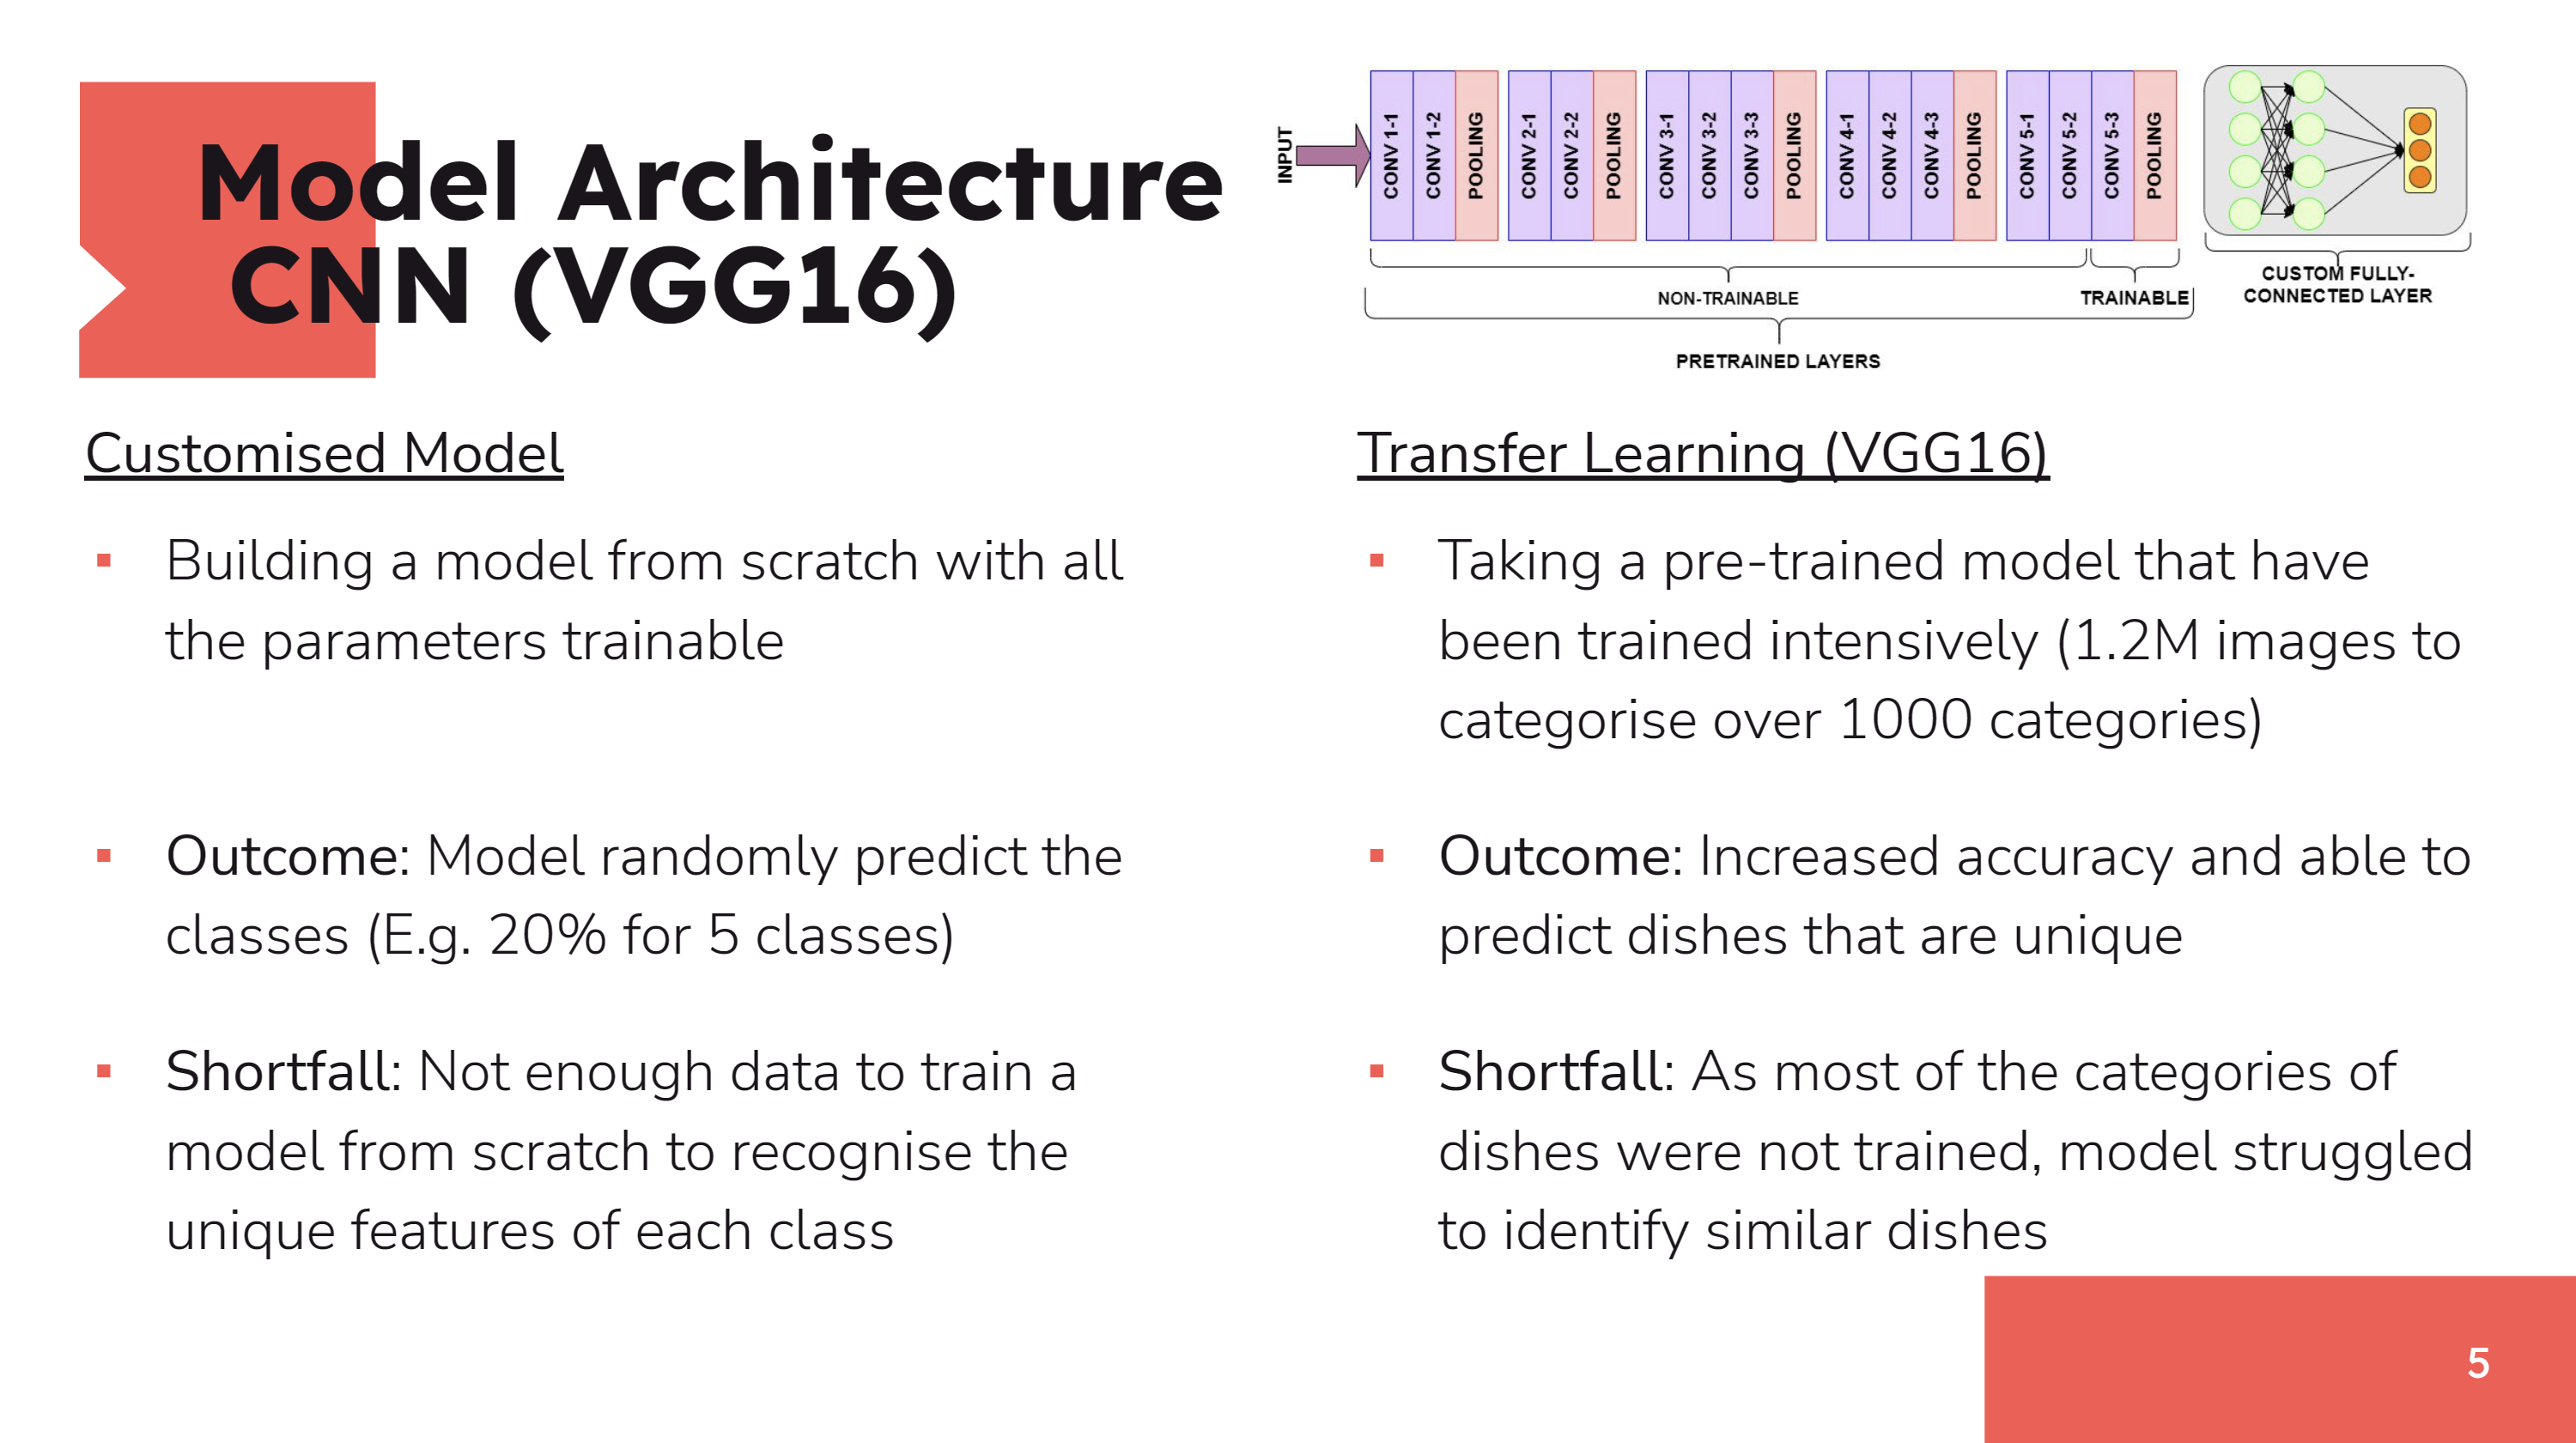 Model Architecture
CNN (VGG16)
INPUT
CONV 1-1
CONV 1-2
POOLING
CONV 2-1
CONV 2-2
POOLING
CONV 3-1
CONV 3-2
CONV 3-3
POOLING
CONV 4-1
CONV 4-2
CONV 4-3
POOLING
CONV 5-1
CONV 5-2
CONV 5-3
POOLING
NON-TRAINABLE
TRAINABLE
PRETRAINED LAYERS
CUSTOM FULLY-
CONNECTED LAYER
Customised Model
▪ Building a model from scratch with all
the parameters trainable
▪ Outcome: Model randomly predict the
classes (E.g. 20% for 5 classes)
▪ Shortfall: Not enough data to train a
model from scratch to recognise the
unique features of each class
Transfer Learning (VGG16)
▪ Taking a pre-trained model that have
been trained intensively (1.2M images to
categorise over 1000 categories)
▪ Outcome: Increased accuracy and able to
predict dishes that are unique
▪ Shortfall: As most of the categories of
dishes were not trained, model struggled
to identify similar dishes
5